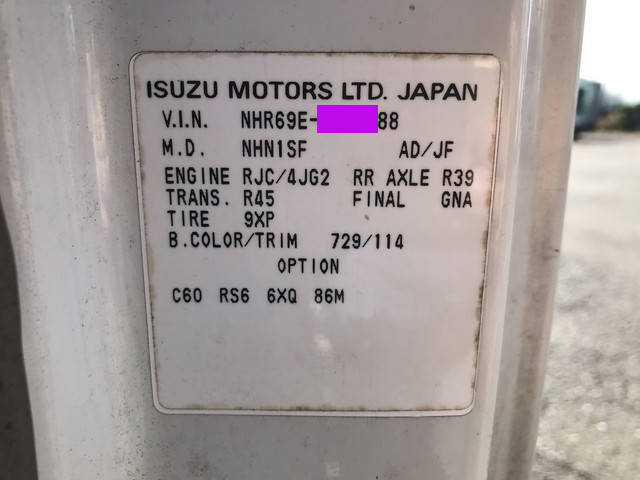 ISUZU MOTORS LTD. JAPAN
V.I.N. NHR69E- 88
M.D. NHN1SF AD/JF
ENGINE RJC/4JG2 RR AXLE R39
TRANS. R45 FINAL GNA
TIRE 9XP
B.COLOR/TRIM 729/114
OPTION
C60 RS6 6XQ 86M